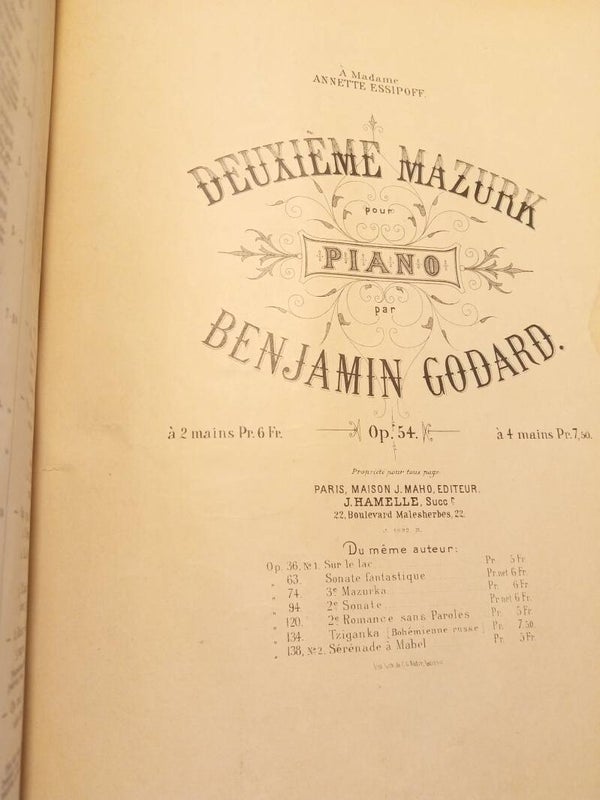 À Madame
ANNETTE ESSIPOFF.
DEUXIÈME MAZURK
pour
PIANO
par
BENJAMIN GODARD.
à 2 mains Pr. 6 Fr. Op. 54. à 4 mains Pr. 7,50.
Propriété pour tous pays
PARIS, MAISON J. MAHO, EDITEUR.
J. HAMELLE, Succr
22, Boulevard Malesherbes, 22.
Du même auteur:
Op. 36, No 1. Sur le lac Pr. 5 Fr.
" 63. Sonate fantastique Pr. net 6 Fr.
" 74. 3e Mazurka Pr. 6 Fr.
" 94 2e Sonate Pr. net 6 Fr.
" 120. 2e Romance sans Paroles Pr. 5 Fr.
" 134. Tziganka [Bohémienne russe] Pr. 7.50
" 138, No 2. Sérénade à Mabel Pr. 5 Fr.